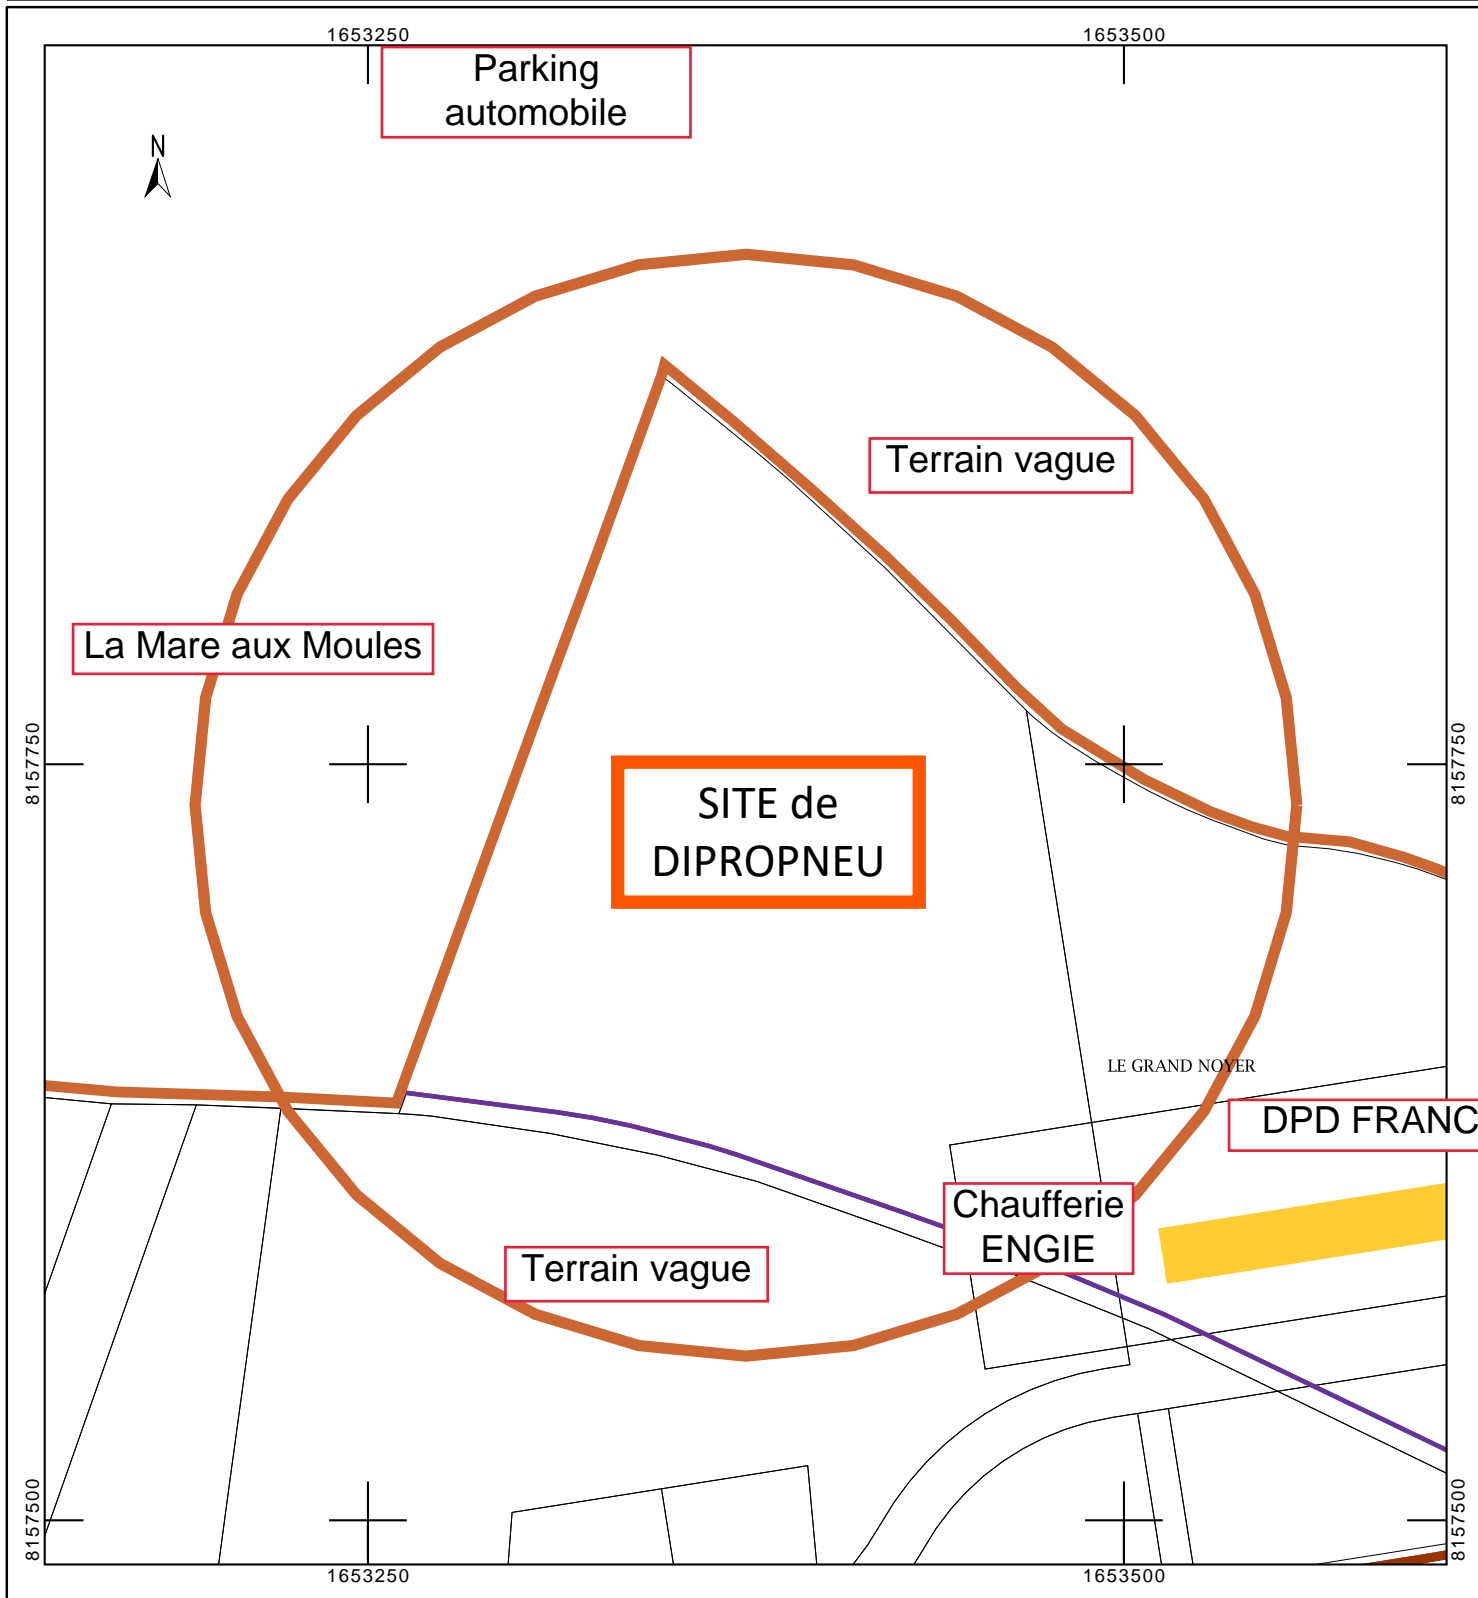 1653250
1653500
Parking
automobile
N
Terrain vague
La Mare aux Moules
8157750
8157750
SITE de
DIPROPNEU
LE GRAND NOYER
DPD FRANC
Chaufferie
ENGIE
Terrain vague
8157500
8157500
1653250
1653500